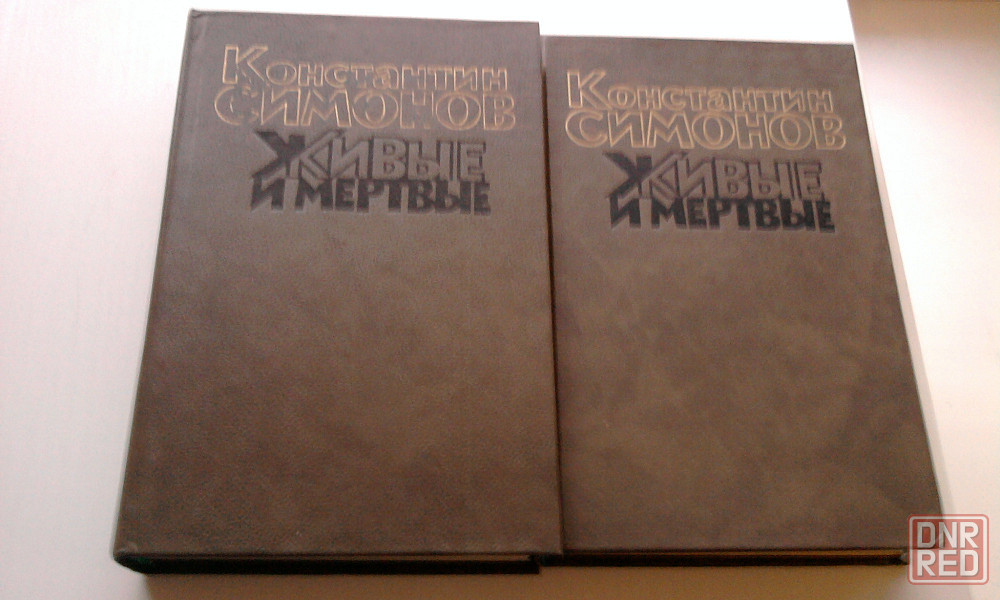 Константин
СИМОНОВ
ЖИВЫЕ
И МЕРТВЫЕ
Константин
СИМОНОВ
ЖИВЫЕ
И МЕРТВЫЕ
DNR
RED